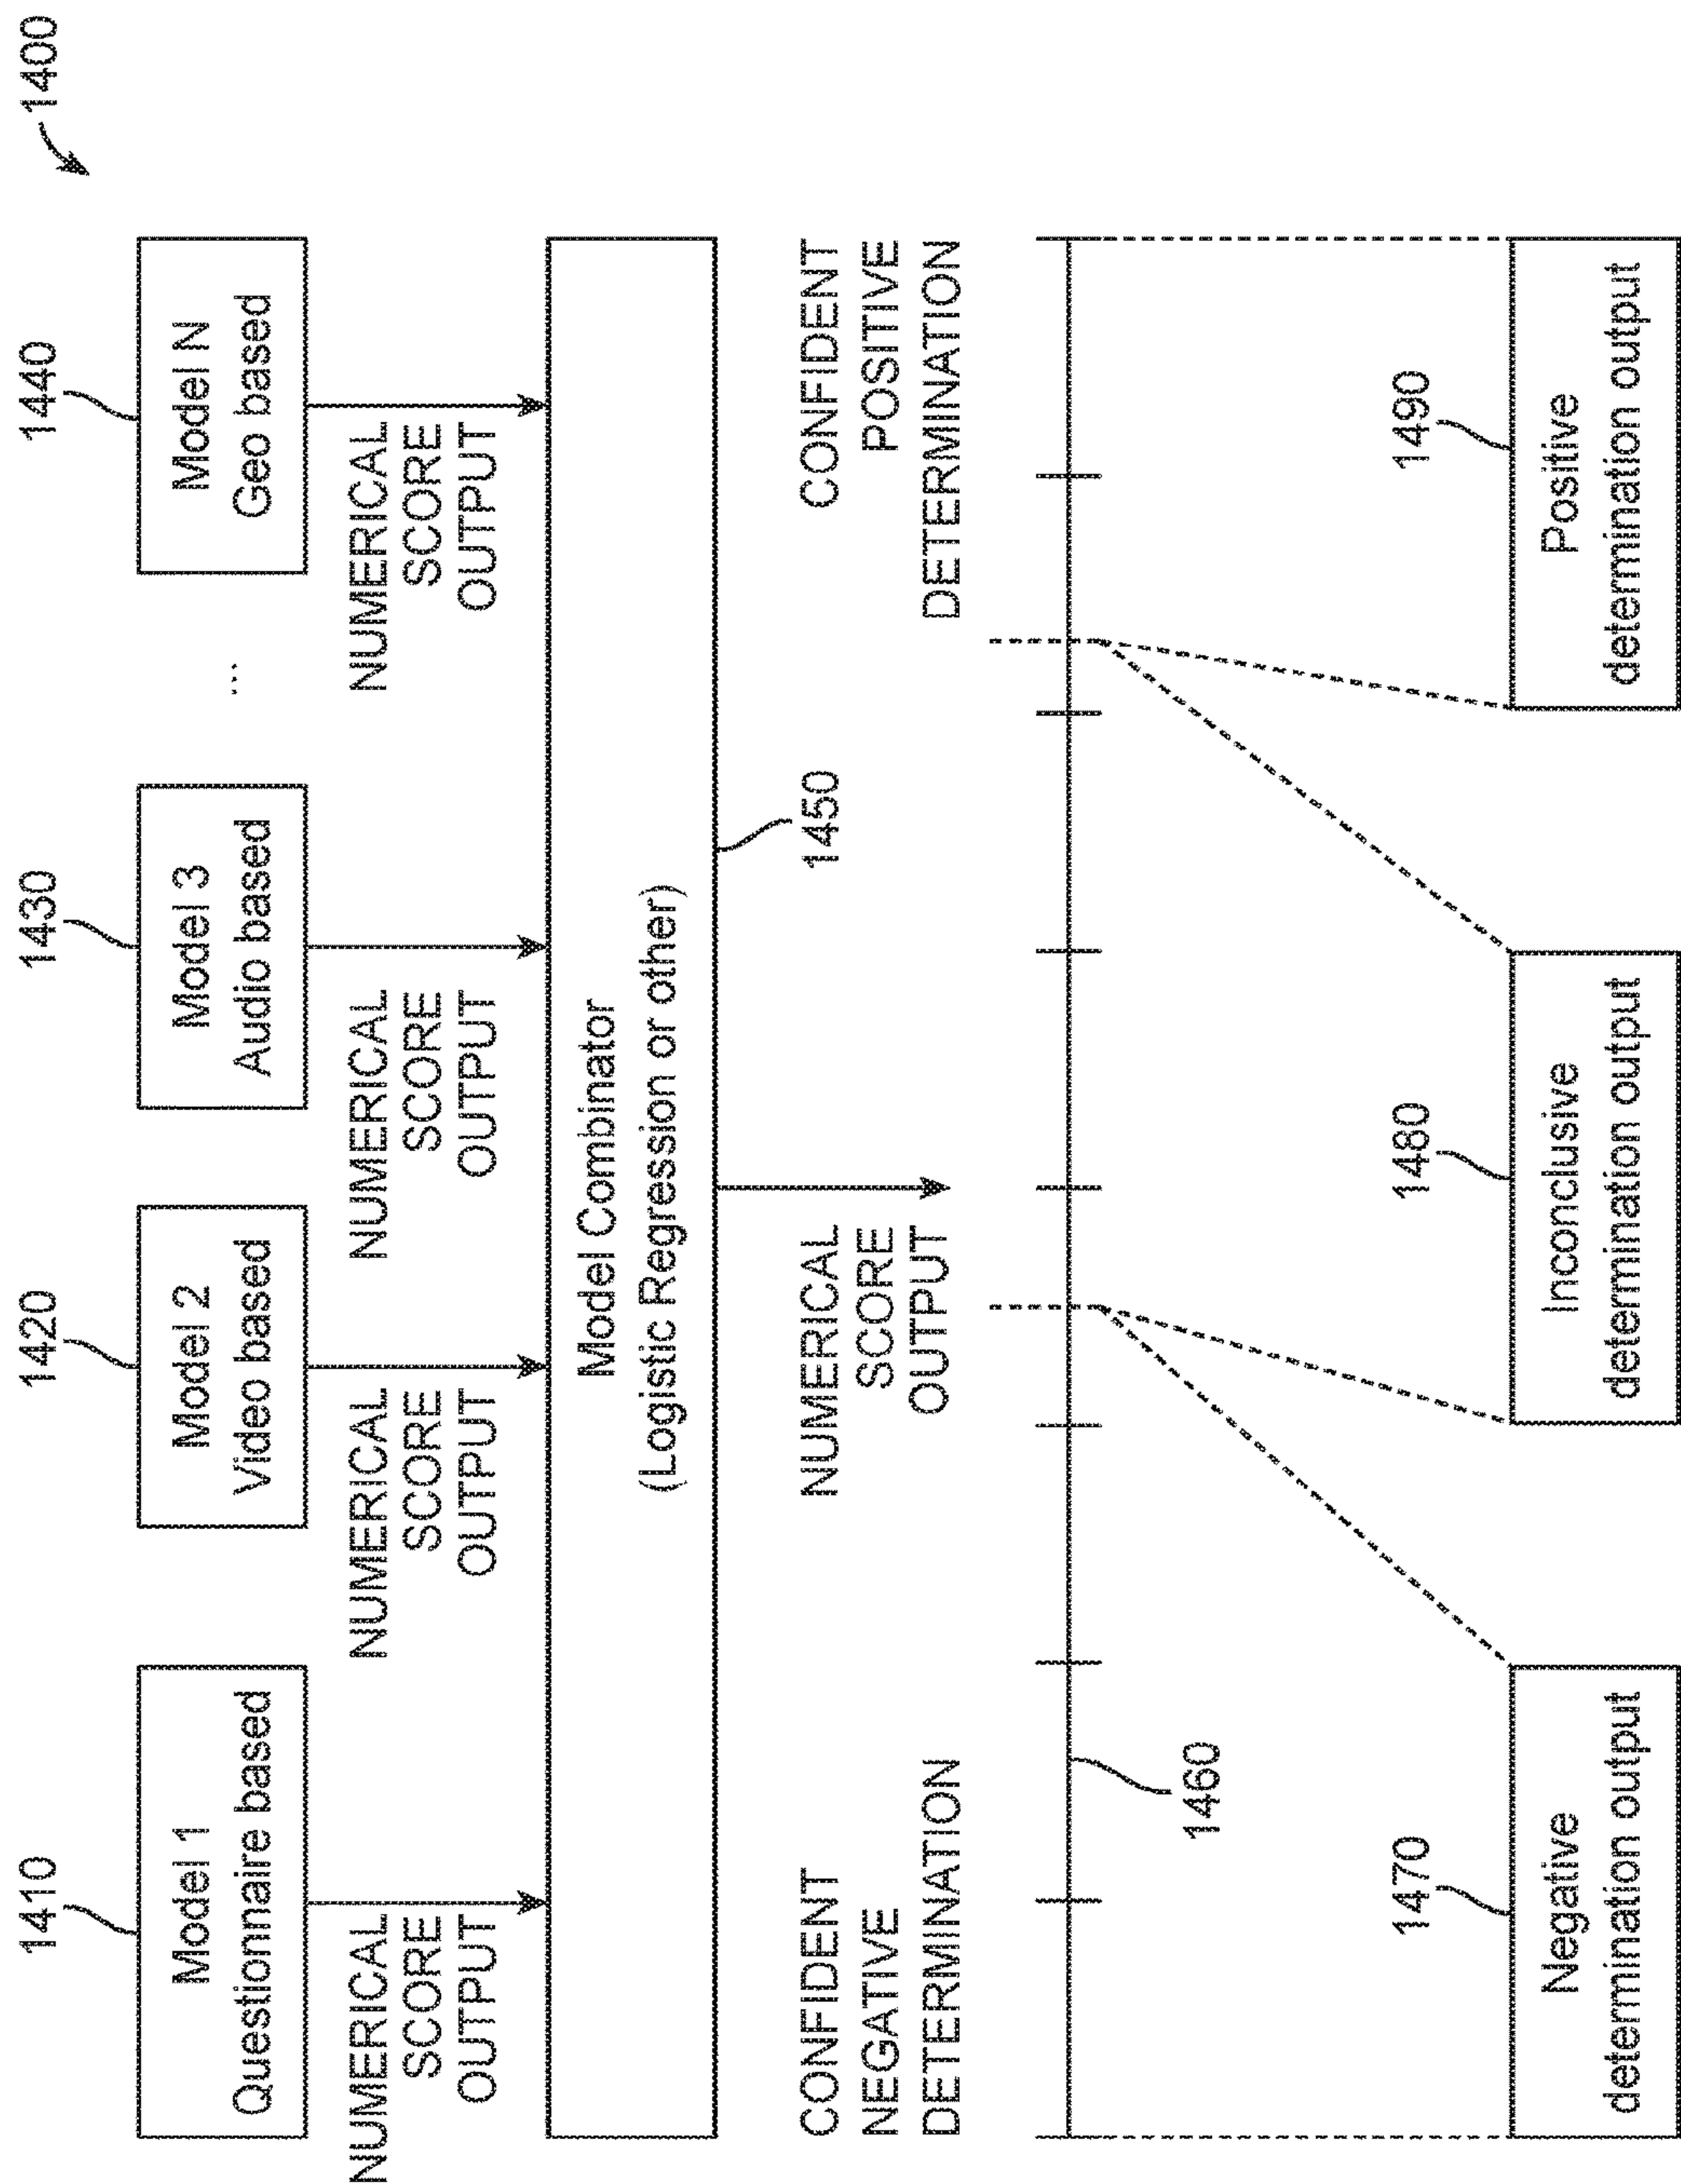 1400
1410
1420
1430
1440
Model 1
Questionnaire based
Model 2
Video based
Model 3
Audio based
...
Model N
Geo based
NUMERICAL
SCORE
OUTPUT
NUMERICAL
SCORE
OUTPUT
NUMERICAL
SCORE
OUTPUT
NUMERICAL
SCORE
OUTPUT
Model Combinator
(Logistic Regression or other)
1450
CONFIDENT
NEGATIVE
DETERMINATION
NUMERICAL
SCORE
OUTPUT
CONFIDENT
POSITIVE
DETERMINATION
1460
1470
1480
1490
Negative
determination output
Inconclusive
determination output
Positive
determination output